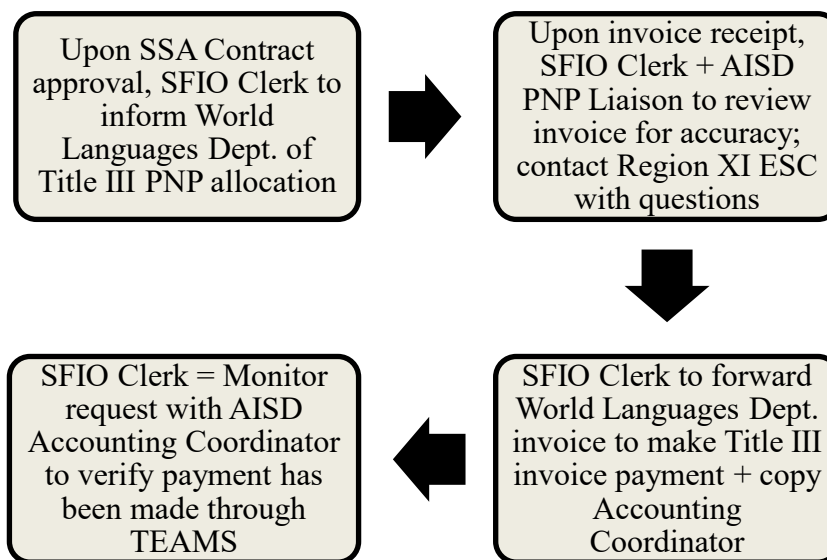 Upon SSA Contract
approval, SFIO Clerk to
inform World
Languages Dept. of
Title III PNP allocation
Upon invoice receipt,
SFIO Clerk + AISD
PNP Liaison to review
invoice for accuracy;
contact Region XI ESC
with questions
SFIO Clerk to forward
World Languages Dept.
invoice to make Title III
invoice payment + copy
Accounting
Coordinator
SFIO Clerk = Monitor
request with AISD
Accounting Coordinator
to verify payment has
been made through
TEAMS